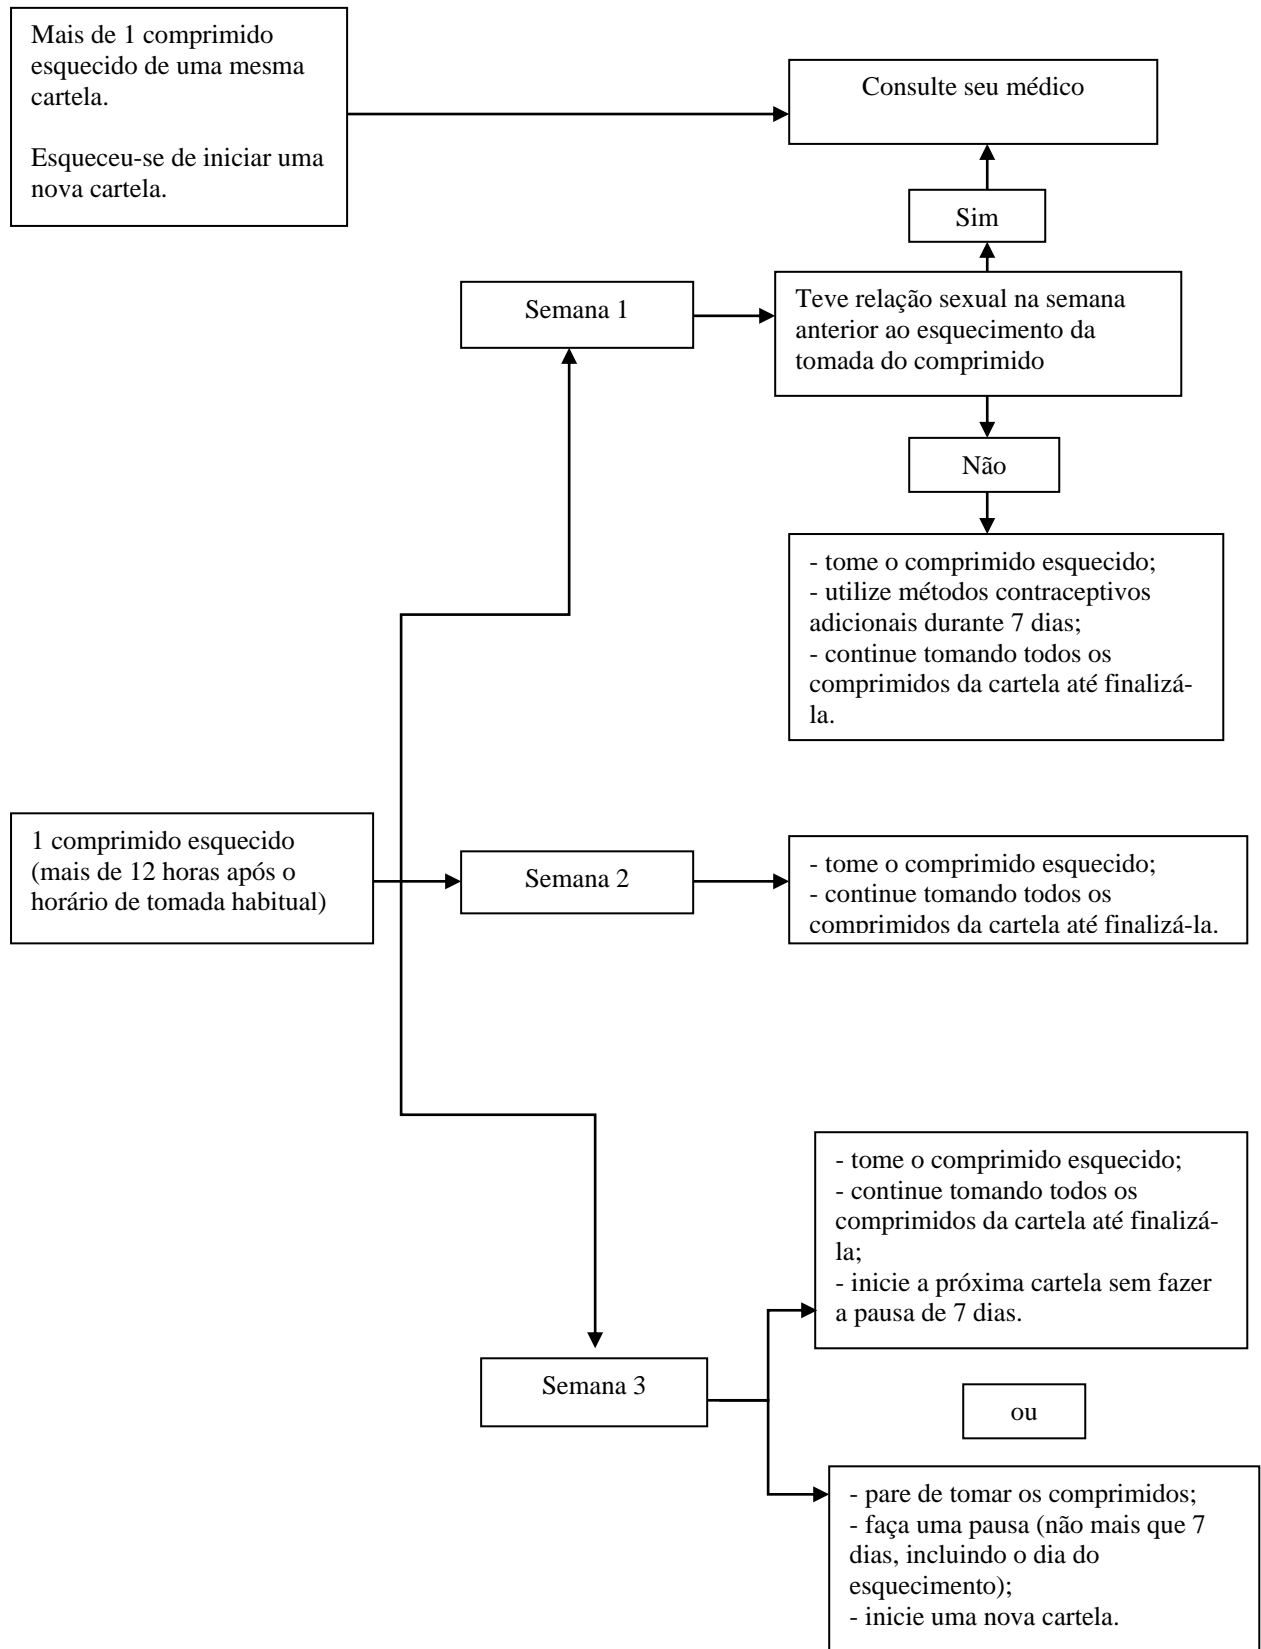 Mais de 1 comprimido
esquecido de uma mesma
cartela.
Esqueceu-se de iniciar uma
nova cartela.
Consulte seu médico
Sim
Semana 1
Teve relação sexual na semana
anterior ao esquecimento da
tomada do comprimido
Não
- tome o comprimido esquecido;
- utilize métodos contraceptivos
adicionais durante 7 dias;
- continue tomando todos os
comprimidos da cartela até finalizá-
la.
1 comprimido esquecido
(mais de 12 horas após o
horário de tomada habitual)
Semana 2
- tome o comprimido esquecido;
- continue tomando todos os
comprimidos da cartela até finalizá-la.
- tome o comprimido esquecido;
- continue tomando todos os
comprimidos da cartela até finalizá-
la;
- inicie a próxima cartela sem fazer
a pausa de 7 dias.
Semana 3
ou
- pare de tomar os comprimidos;
- faça uma pausa (não mais que 7
dias, incluindo o dia do
esquecimento);
- inicie uma nova cartela.